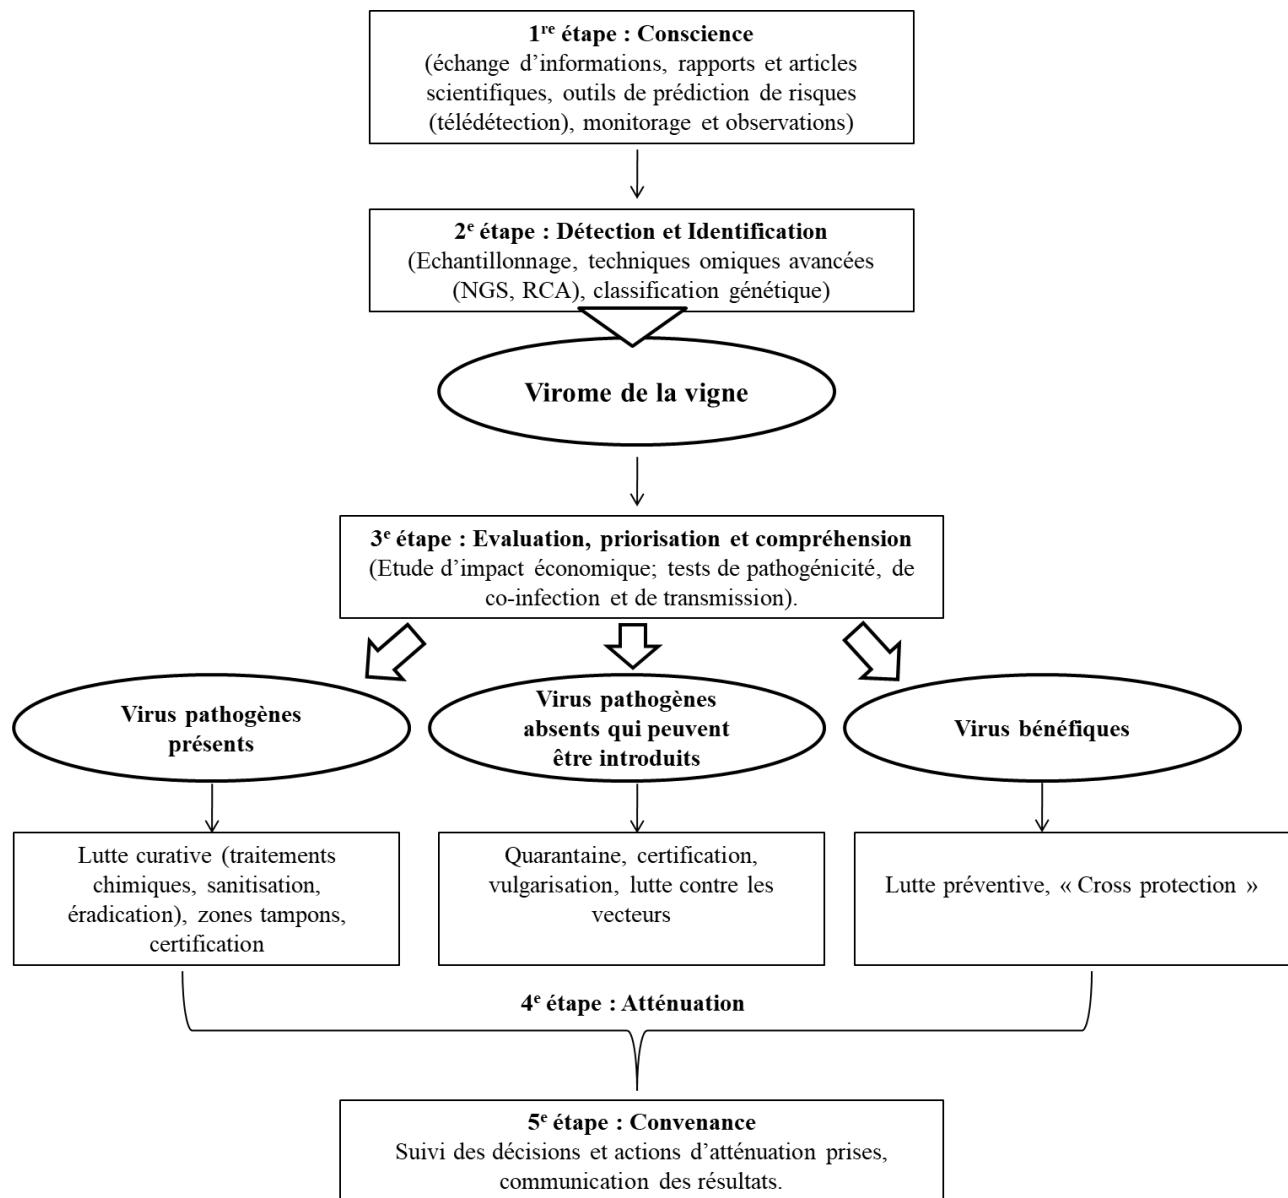 1re étape : Conscience
(échange d’informations, rapports et articles
scientifiques, outils de prédiction de risques
(télédétection), monitorage et observations)
2e étape : Détection et Identification
(Echantillonnage, techniques omiques avancées
(NGS, RCA), classification génétique)
Virome de la vigne
3e étape : Evaluation, priorisation et compréhension
(Etude d’impact économique; tests de pathogénicité, de
co-infection et de transmission).
Virus pathogènes
présents
Virus pathogènes
absents qui peuvent
être introduits
Virus bénéfiques
Lutte curative (traitements
chimiques, sanitisation,
éradication), zones tampons,
certification
Quarantaine, certification,
vulgarisation, lutte contre les
vecteurs
Lutte préventive, « Cross protection »
4e étape : Atténuation
5e étape : Convenance
Suivi des décisions et actions d’atténuation prises,
communication des résultats.